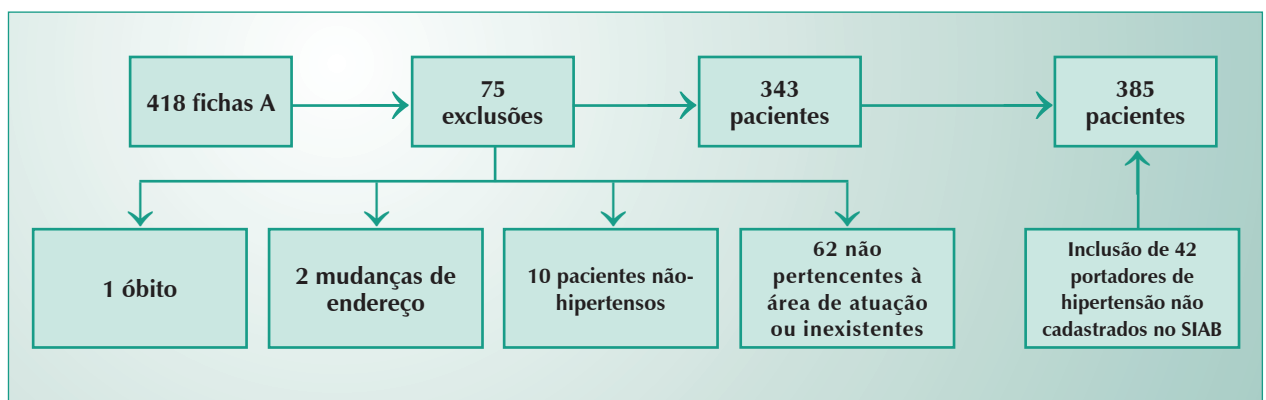 418 fichas A
75
exclusões
343
pacientes
385
pacientes
1 óbito
2 mudanças de
endereço
10 pacientes não-
hipertensos
62 não
pertencentes à
área de atuação
ou inexistentes
Inclusão de 42
portadores de
hipertensão não
cadastrados no SIAB